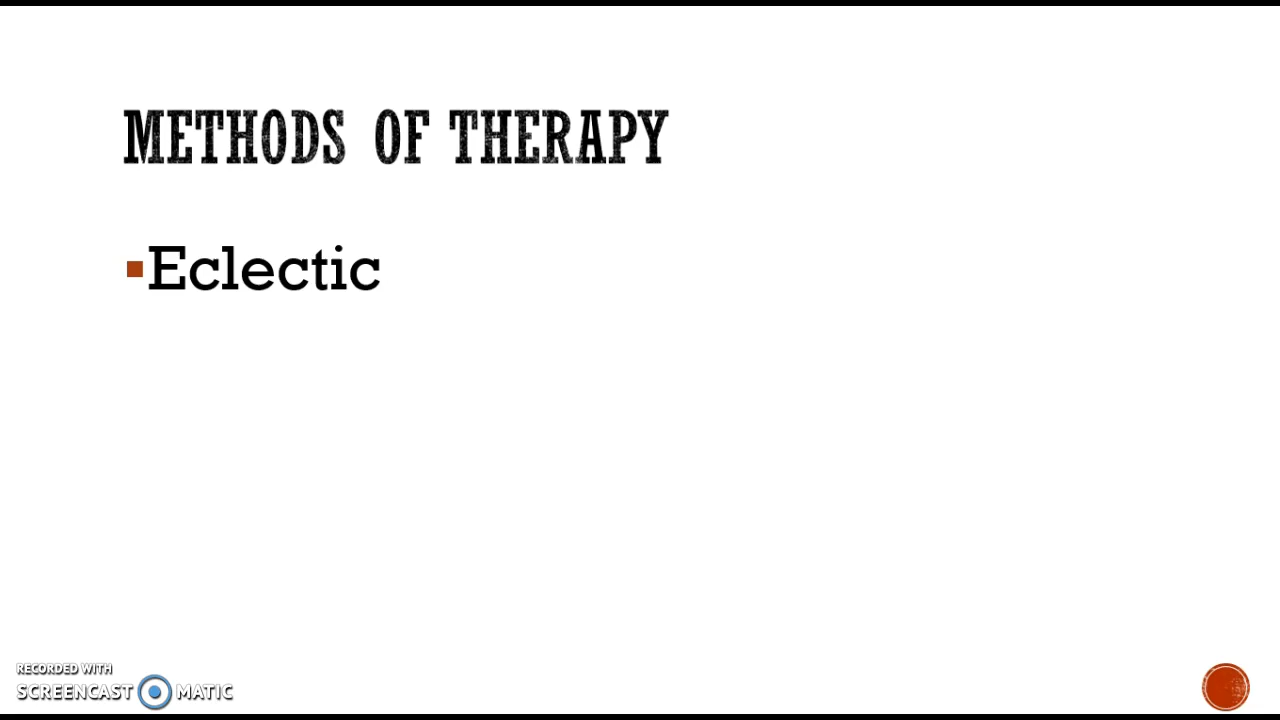 METHODS OF THERAPY
Eclectic
RECORDED WITH
SCREENCAST MATIC